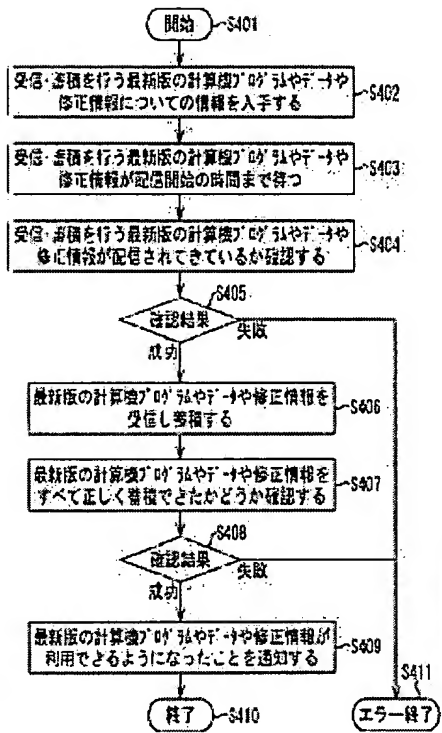 開始 S401
受信・蓄積を行う最新版の計算機プログラムやデータや
修正情報についての情報を入手する S402
受信・蓄積を行う最新版の計算機プログラムやデータや
修正情報が配信開始の時間まで待つ S403
受信・蓄積を行う最新版の計算機プログラムやデータや
修正情報が配信されてきているか確認する S404
S405
確認結果 失敗
成功
最新版の計算機プログラムやデータや修正情報を
受信し蓄積する S406
最新版の計算機プログラムやデータや修正情報を
すべて正しく蓄積できたかどうか確認する S407
S408
確認結果 失敗
成功
最新版の計算機プログラムやデータや修正情報が
利用できるようになったことを通知する S409
S411
終了 S410 エラー終了